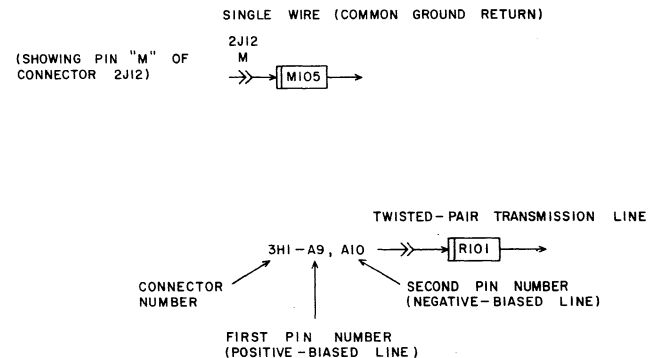 SINGLE WIRE (COMMON GROUND RETURN)
(SHOWING PIN "M" OF
CONNECTOR 2J12)
2J12
M
M105
TWISTED-PAIR TRANSMISSION LINE
3H1-A9, A10
R101
CONNECTOR
NUMBER
SECOND PIN NUMBER
(NEGATIVE-BIASED LINE)
FIRST PIN NUMBER
(POSITIVE-BIASED LINE)